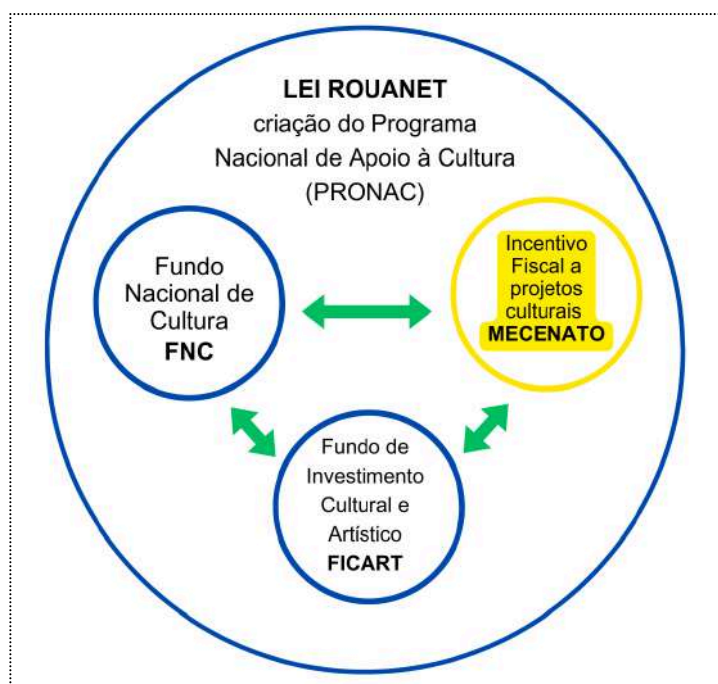 LEI ROUANET
criação do Programa
Nacional de Apoio à Cultura
(PRONAC)
Fundo
Nacional de
Cultura
FNC
Incentivo
Fiscal a
projetos
culturais
MECENATO
Fundo de
Investimento
Cultural e
Artístico
FICART